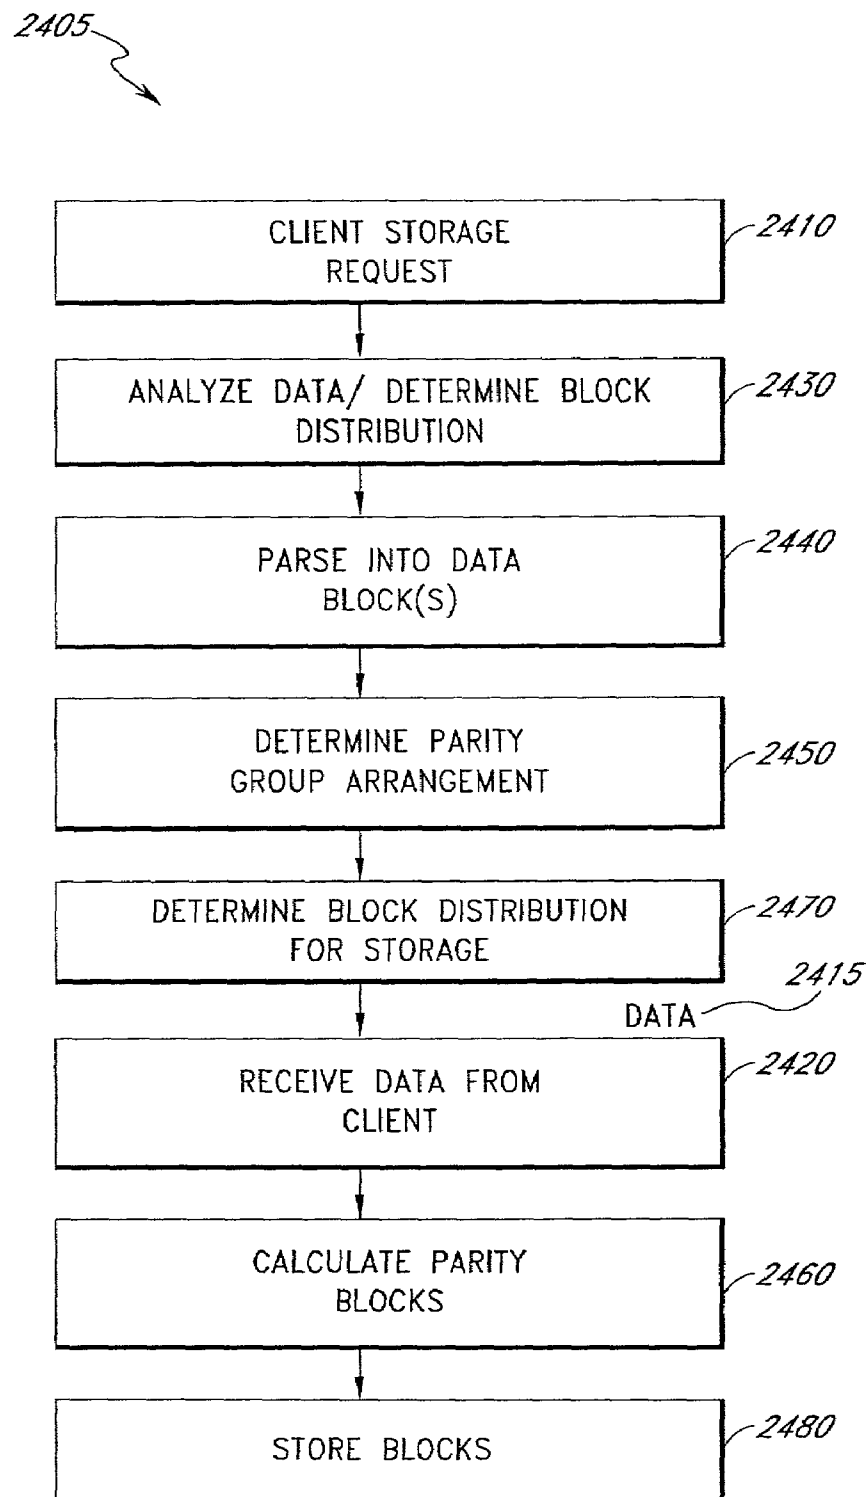 2405
CLIENT STORAGE
REQUEST
2410
ANALYZE DATA/ DETERMINE BLOCK
DISTRIBUTION
2430
PARSE INTO DATA
BLOCK(S)
2440
DETERMINE PARITY
GROUP ARRANGEMENT
2450
DETERMINE BLOCK DISTRIBUTION
FOR STORAGE
2470
DATA
2415
RECEIVE DATA FROM
CLIENT
2420
CALCULATE PARITY
BLOCKS
2460
STORE BLOCKS
2480